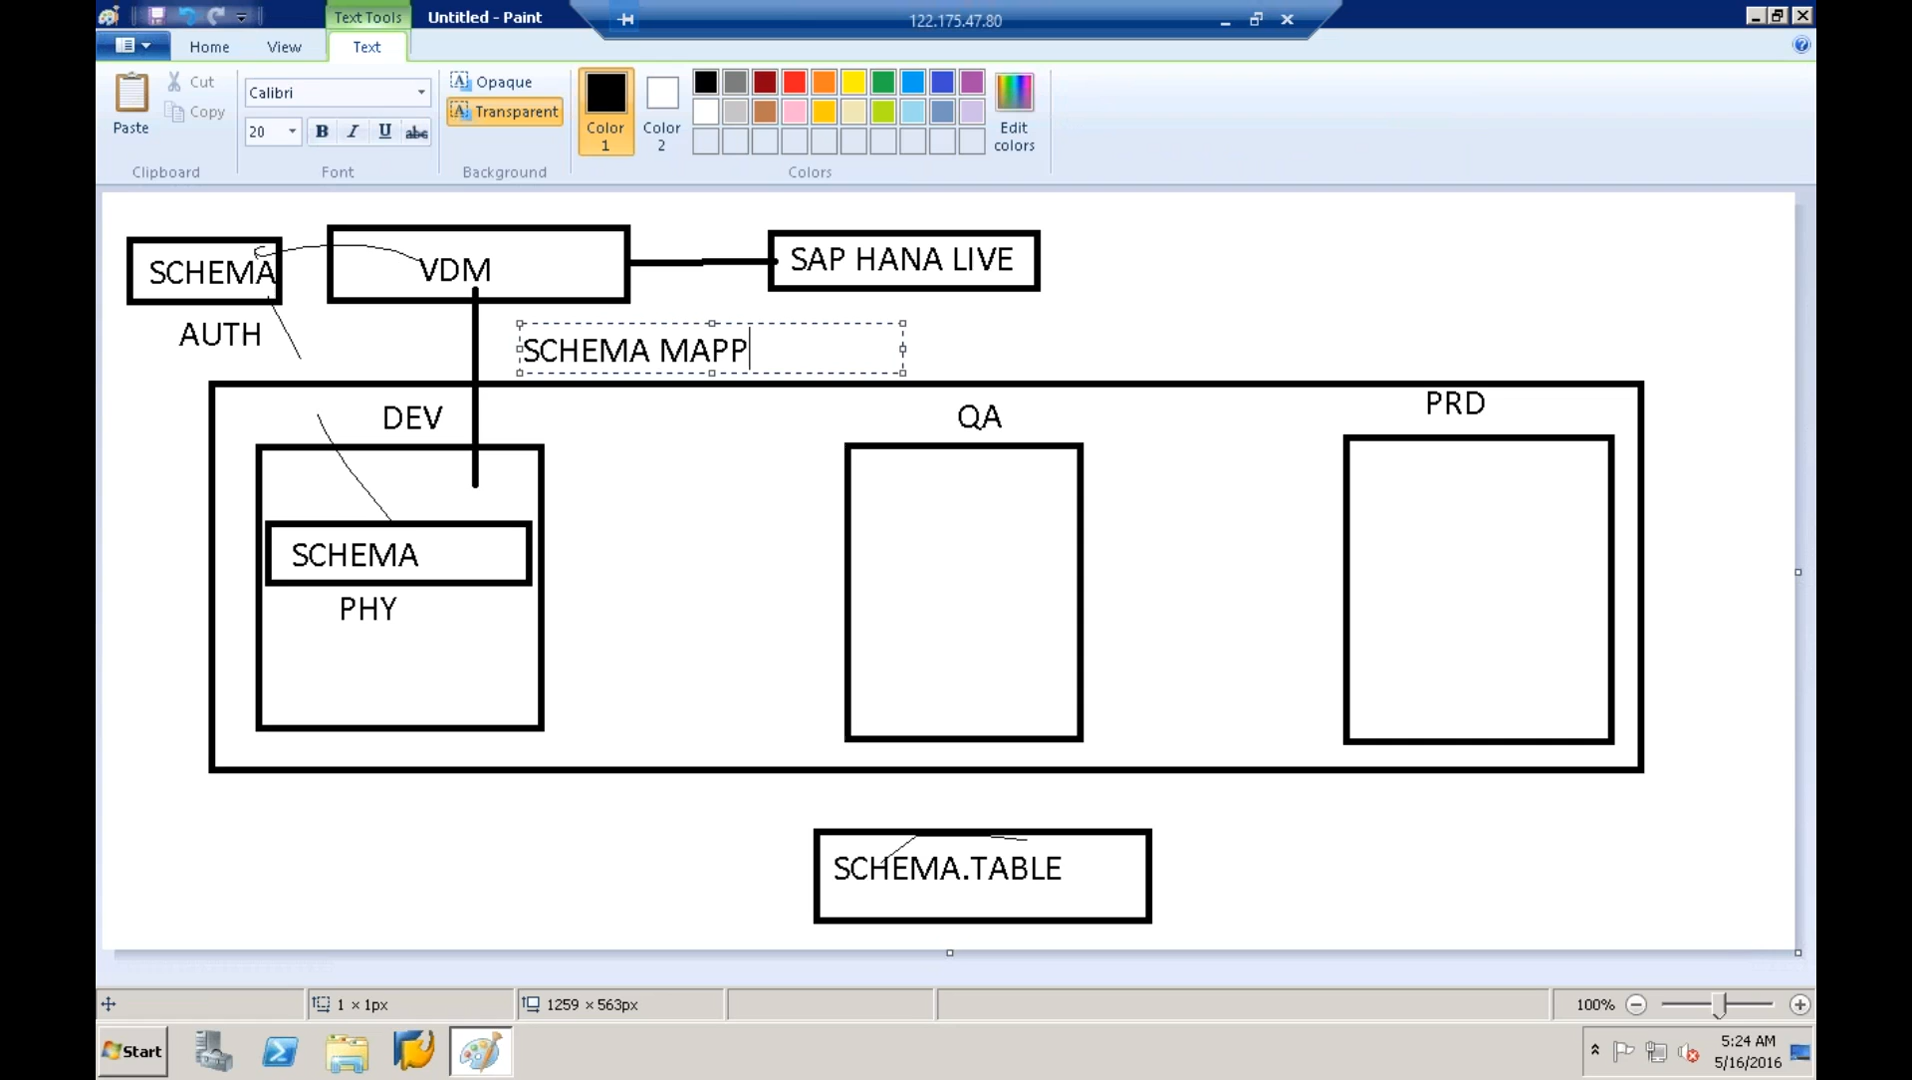 Text Tools
Untitled - Paint
122.175.47.80
Home
View
Text
Paste
Cut
Copy
Clipboard
Calibri
20
B
I
U
abc
Font
Opaque
Transparent
Background
Color
1
Color
2
Edit
colors
Colors
SCHEMA
VDM
SAP HANA LIVE
AUTH
SCHEMA MAPP
DEV
QA
PRD
SCHEMA
PHY
SCHEMA.TABLE
1 × 1px
1259 × 563px
100%
Start
5:24 AM
5/16/2016